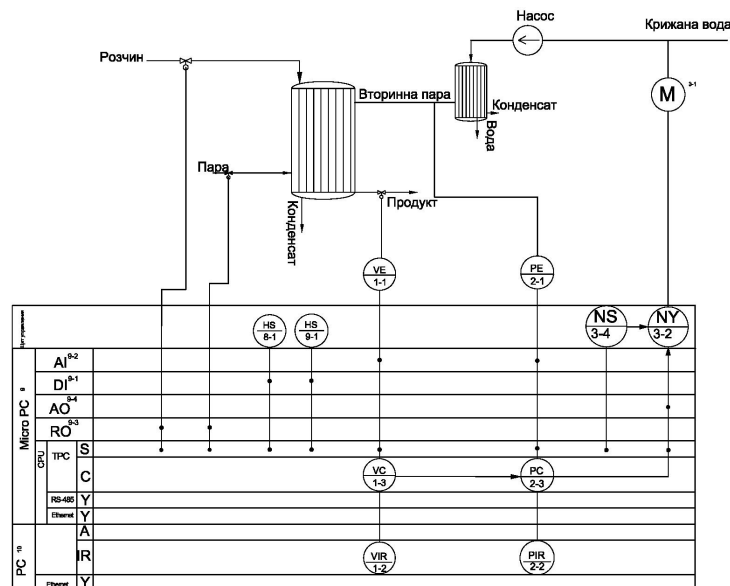 Насос
Крижана вода
Розчин
Вторинна пара
М 3-1
Конденсат
Вода
Пара
Продукт
Конденсат
VE 1-1
PE 2-1
Щит управління
HS 8-1
HS 9-1
NS 3-4
NY 3-2
Micro PC 9
AI 9-2
DI 9-1
AO 9-4
RO 9-3
CPU
TPC
S
C
VC 1-3
PC 2-3
RS-485 Y
Ethernet Y
PC 10
A
IR
VIR 1-2
PIR 2-2
Ethernet Y